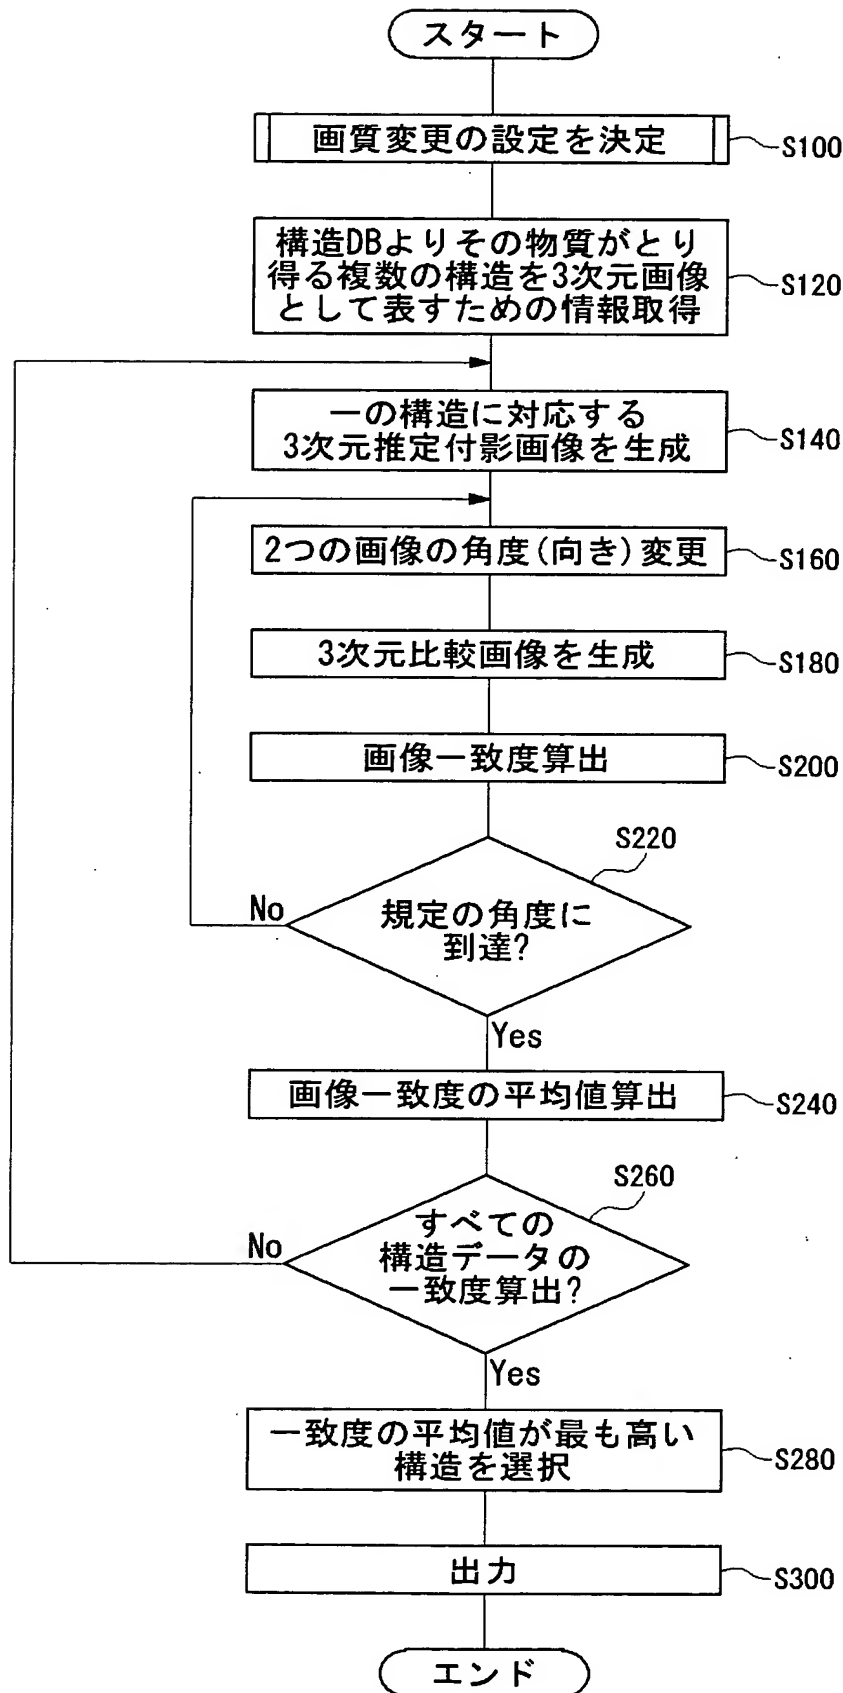 スタート
画質変更の設定を決定
S100
構造DBよりその物質がとり
得る複数の構造を3次元画像
として表すための情報取得
S120
一の構造に対応する
3次元推定付影画像を生成
S140
2つの画像の角度(向き)変更
S160
3次元比較画像を生成
S180
画像一致度算出
S200
S220
規定の角度に
到達?
No
Yes
画像一致度の平均値算出
S240
S260
すべての
構造データの
一致度算出?
No
Yes
一致度の平均値が最も高い
構造を選択
S280
出力
S300
エンド